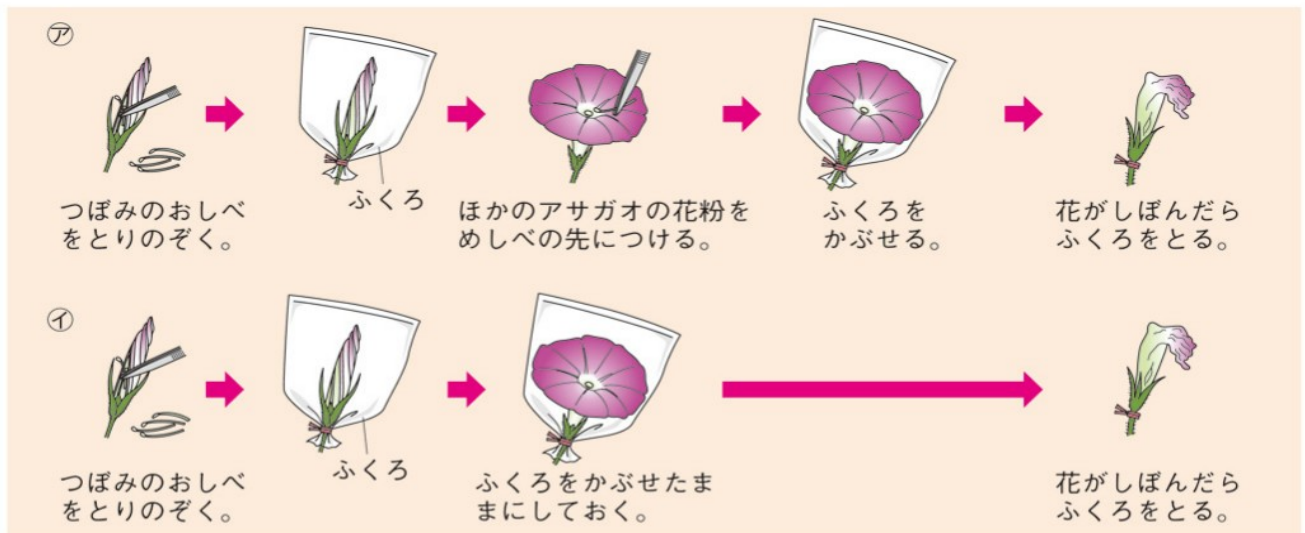 ㋐
ふくろ
つぼみのおしべ
をとりのぞく。
ほかのアサガオの花粉を
めしべの先につける。
ふくろを
かぶせる。
花がしぼんだら
ふくろをとる。
㋑
ふくろ
つぼみのおしべ
をとりのぞく。
ふくろをかぶせたま
まにしておく。
花がしぼんだら
ふくろをとる。